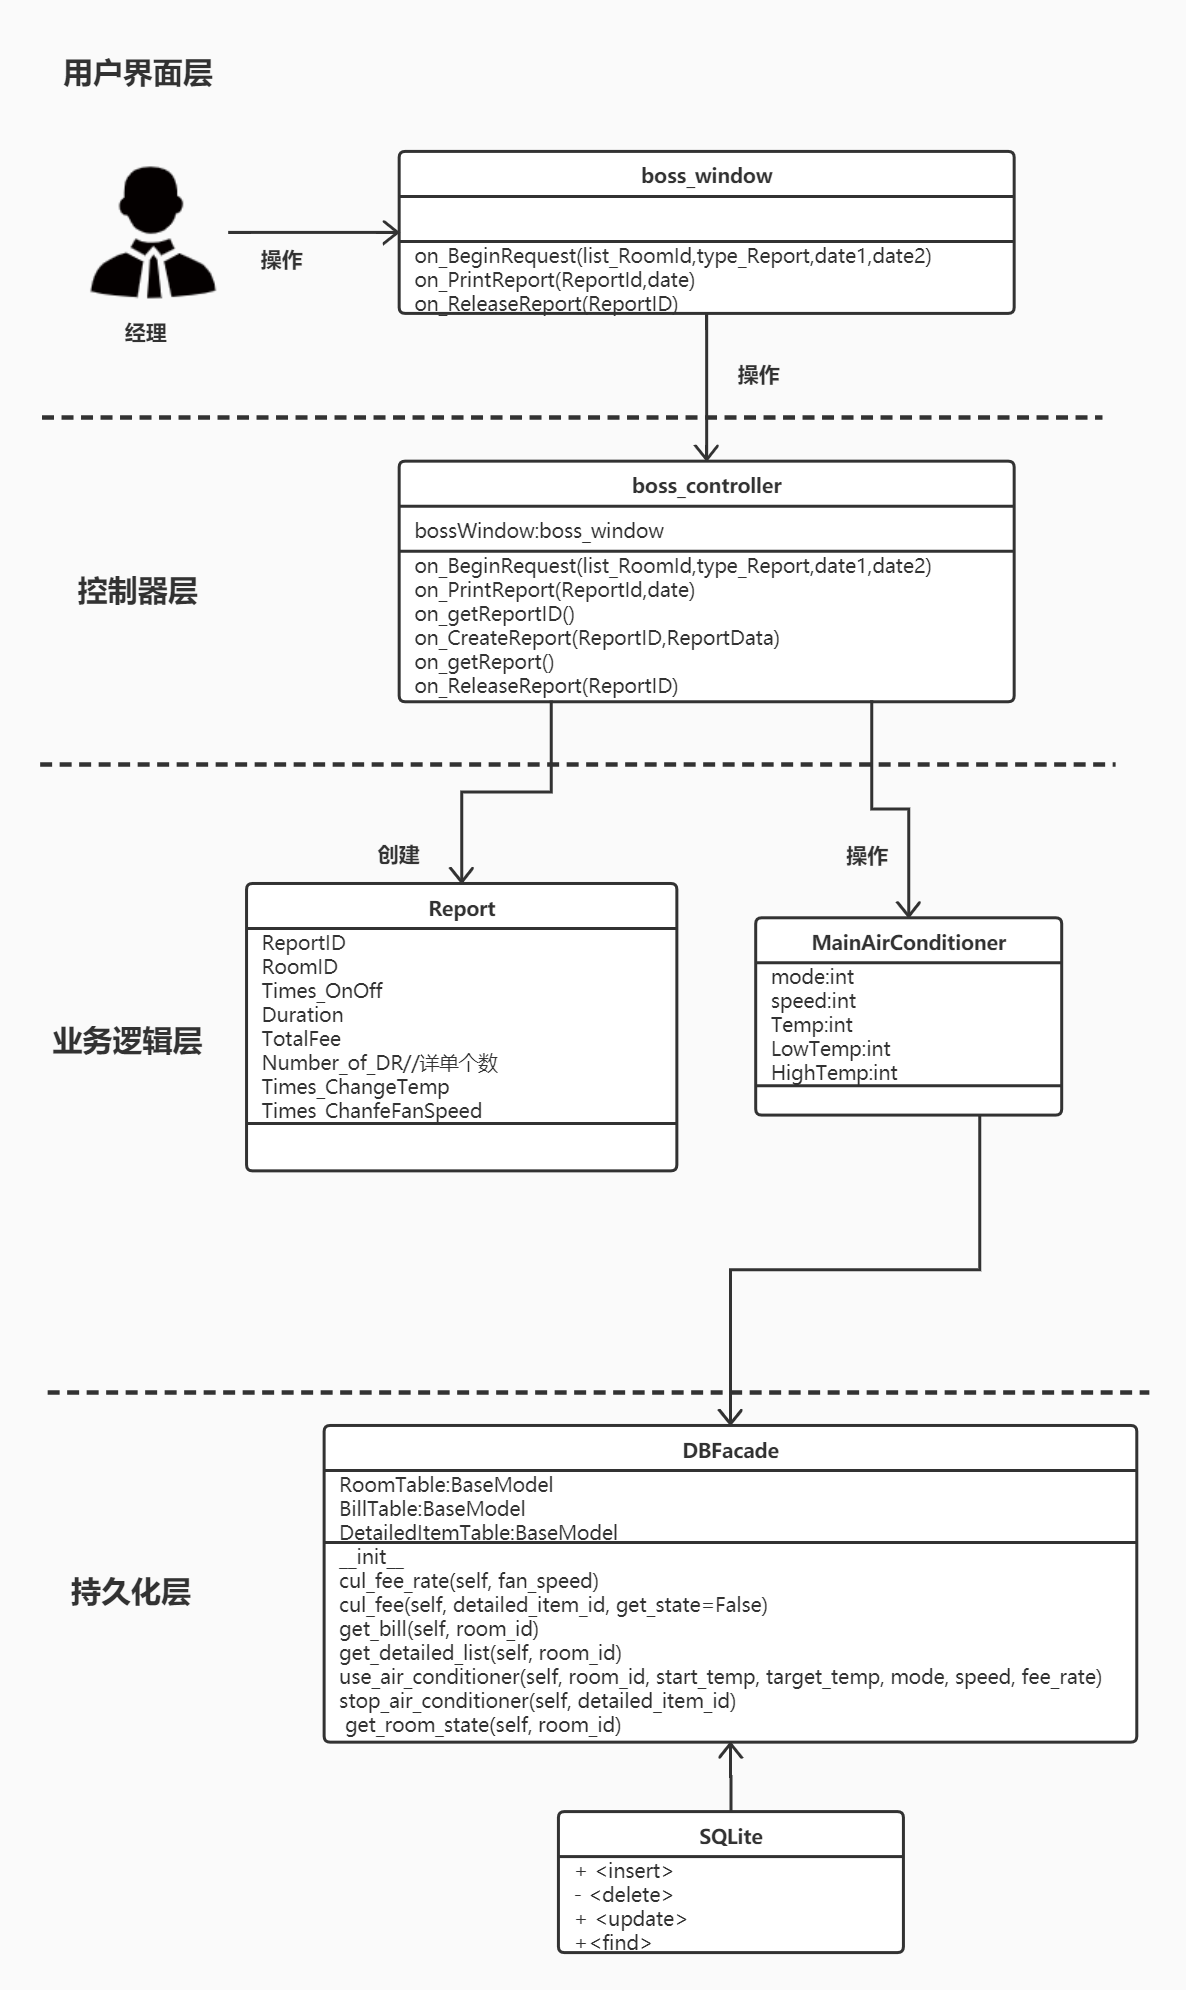 用户界面层
boss_window
on_BeginRequest(list_RoomId,type_Report,date1,date2)
on_PrintReport(ReportId,date)
on_ReleaseReport(ReportID)
操作
经理
操作
boss_controller
bossWindow:boss_window
控制器层
on_BeginRequest(list_RoomId,type_Report,date1,date2)
on_PrintReport(ReportId,date)
on_getReportID()
on_CreateReport(ReportID,ReportData)
on_getReport()
on_ReleaseReport(ReportID)
创建
操作
业务逻辑层
Report
ReportID
RoomID
Times_OnOff
Duration
TotalFee
Number_of_DR//详单个数
Times_ChangeTemp
Times_ChanfeFanSpeed
MainAirConditioner
mode:int
speed:int
Temp:int
LowTemp:int
HighTemp:int
持久化层
DBFacade
RoomTable:BaseModel
BillTable:BaseModel
DetailedItemTable:BaseModel
__init__
cul_fee_rate(self, fan_speed)
cul_fee(self, detailed_item_id, get_state=False)
get_bill(self, room_id)
get_detailed_list(self, room_id)
use_air_conditioner(self, room_id, start_temp, target_temp, mode, speed, fee_rate)
stop_air_conditioner(self, detailed_item_id)
get_room_state(self, room_id)
SQLite
+ <insert>
- <delete>
+ <update>
+<find>